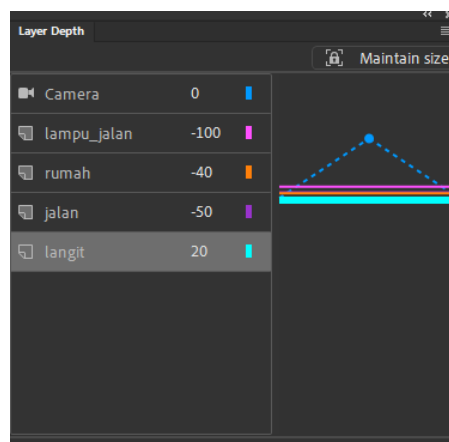 Layer Depth
Maintain size
Camera 0
lampu_jalan -100
rumah -40
jalan -50
langit 20